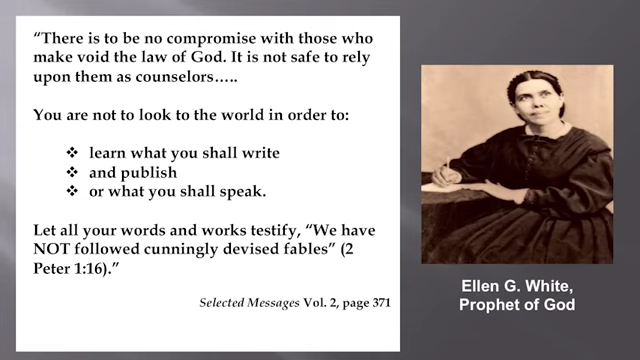 “There is to be no compromise with those who
make void the law of God. It is not safe to rely
upon them as counselors…..
You are not to look to the world in order to:
❖ learn what you shall write
❖ and publish
❖ or what you shall speak.
Let all your words and works testify, “We have
NOT followed cunningly devised fables” (2
Peter 1:16).”
Selected Messages Vol. 2, page 371
Ellen G. White,
Prophet of God